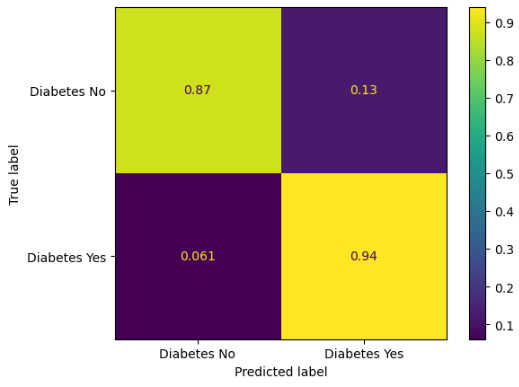 Diabetes No
Diabetes Yes
True label
0.87
0.13
0.061
0.94
Diabetes No
Diabetes Yes
Predicted label
0.9
0.8
0.7
0.6
0.5
0.4
0.3
0.2
0.1